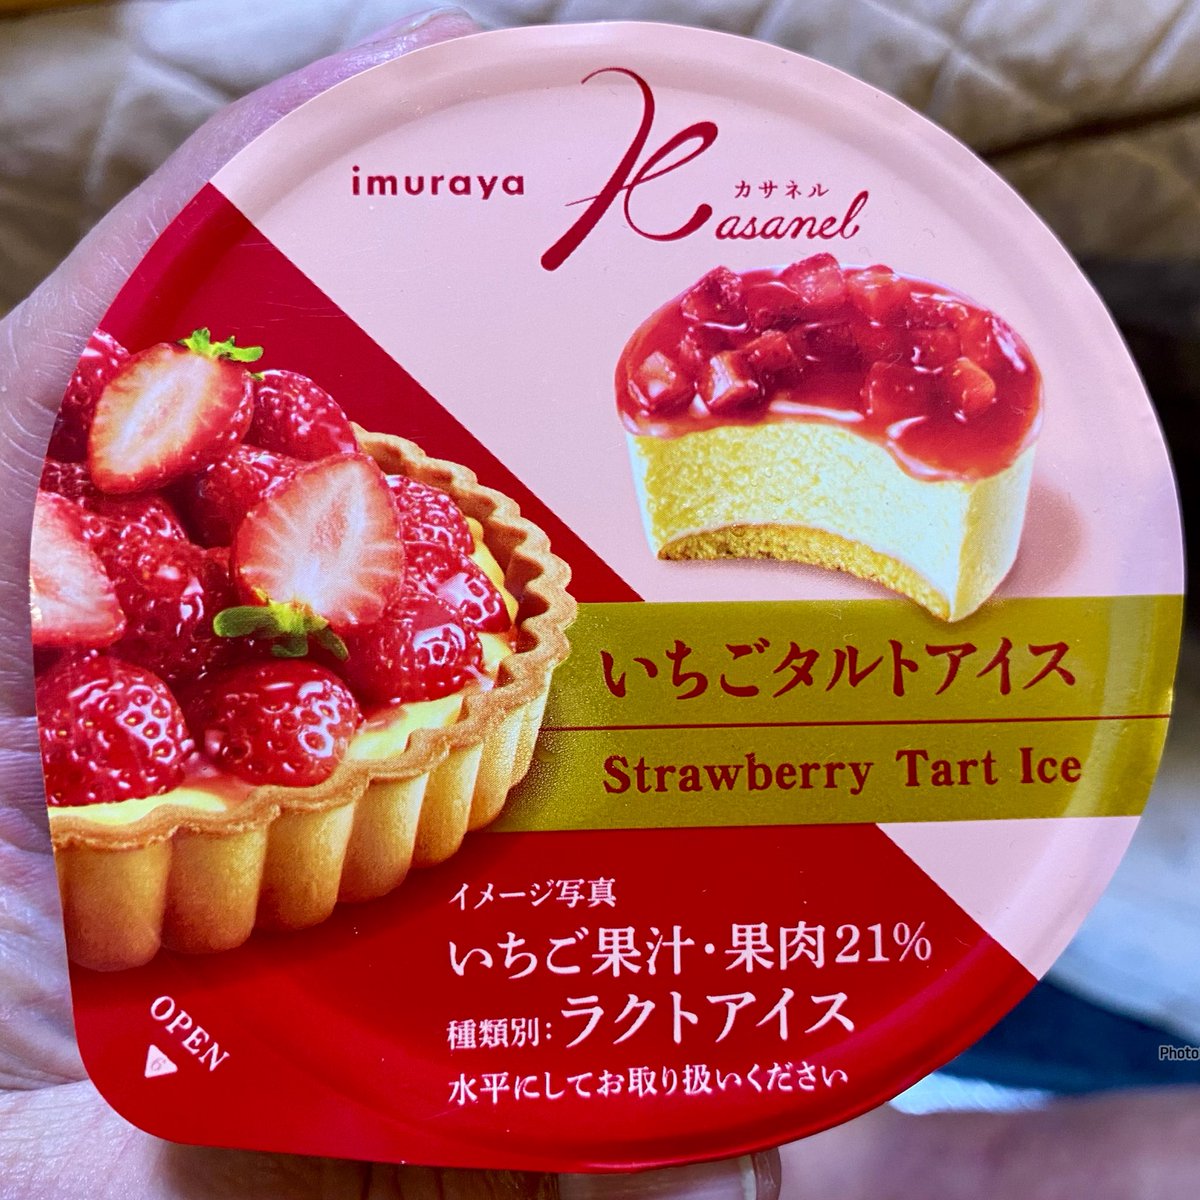 imuraya
カサネル
Kasanel
いちごタルトアイス
Strawberry Tart Ice
イメージ写真
いちご果汁・果肉21%
種類別:ラクトアイス
水平にしてお取り扱いください
OPEN
Photo